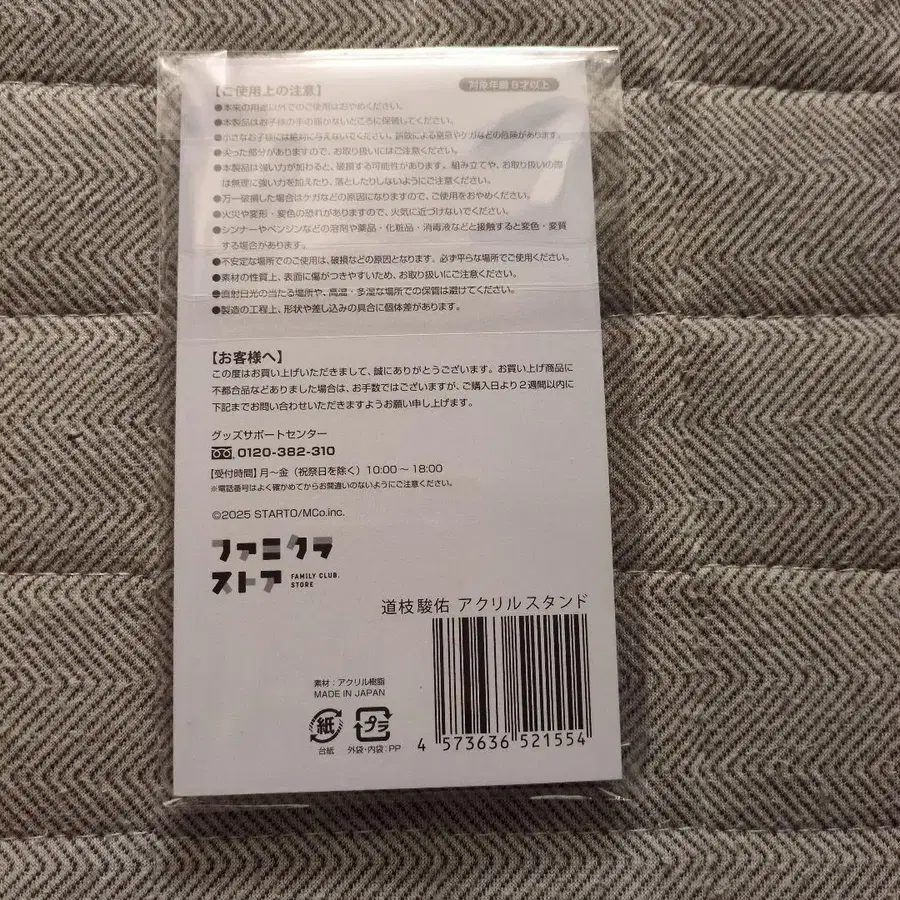 【ご使用上の注意】
対象年齢 8才以上
●本来の用途以外でのご使用はおやめください。
●本製品はお子様の手の届かないところに保管してください。
●小さなお子様には絶対に与えないでください。誤飲による窒息やケガなどの危険があります。
●尖った部分がありますので、お取り扱いにはご注意ください。
●本製品は強い力が加わると、破損する可能性があります。組み立てや、お取り扱いの際
は無理に強い力を加えたり、落としたりしないようにご注意ください。
●万一破損した場合はケガなどの原因になりますので、ご使用をおやめください。
●火災や変形・変色の恐れがありますので、火気に近づけないでください。
●シンナーやベンジンなどの溶剤や薬品・化粧品・消毒液などと接触すると変色・変質
する場合があります。
●不安定な場所でのご使用は、破損などの原因となります。必ず平らな場所でご使用ください。
●素材の性質上、表面に傷がつきやすいため、お取り扱いにご注意ください。
●直射日光の当たる場所や、高温・多湿な場所での保管は避けてください。
●製造の工程上、形状や差し込みの具合に個体差があります。
【お客様へ】
この度はお買い上げいただきまして、誠にありがとうございます。お買い上げ商品に
不都合品などありました場合は、お手数ではございますが、ご購入日より2週間以内に
下記までお問い合わせいただきますようお願い申し上げます。
グッズサポートセンター
0120-382-310
【受付時間】月～金（祝祭日を除く）10:00～18:00
※電話番号はよく確かめてからお間違いのないようにご注意ください。
©2025 STARTO/MCo.inc.
ファミクラ
ストア FAMILY CLUB.
STORE
道枝駿佑 アクリルスタンド
素材：アクリル樹脂
MADE IN JAPAN
紙 プラ
台紙 外袋・内袋：PP
4 573636 521554